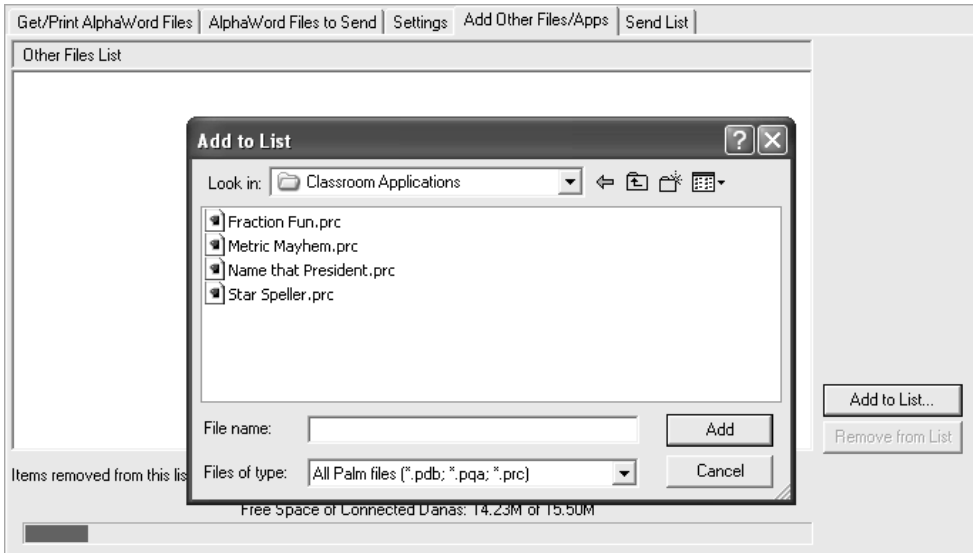 Get/Print AlphaWord Files AlphaWord Files to Send Settings Add Other Files/Apps Send List
Other Files List
Add to List
Look in: Classroom Applications
Fraction Fun.prc
Metric Mayhem.prc
Name that President.prc
Star Speller.prc
Add to List...
File name: Add
Remove from List
Items removed from this lis
Files of type: All Palm files (*.pdb; *.pqa; *.prc) Cancel
Free Space of Connected Danas: 14.23M of 15.50M